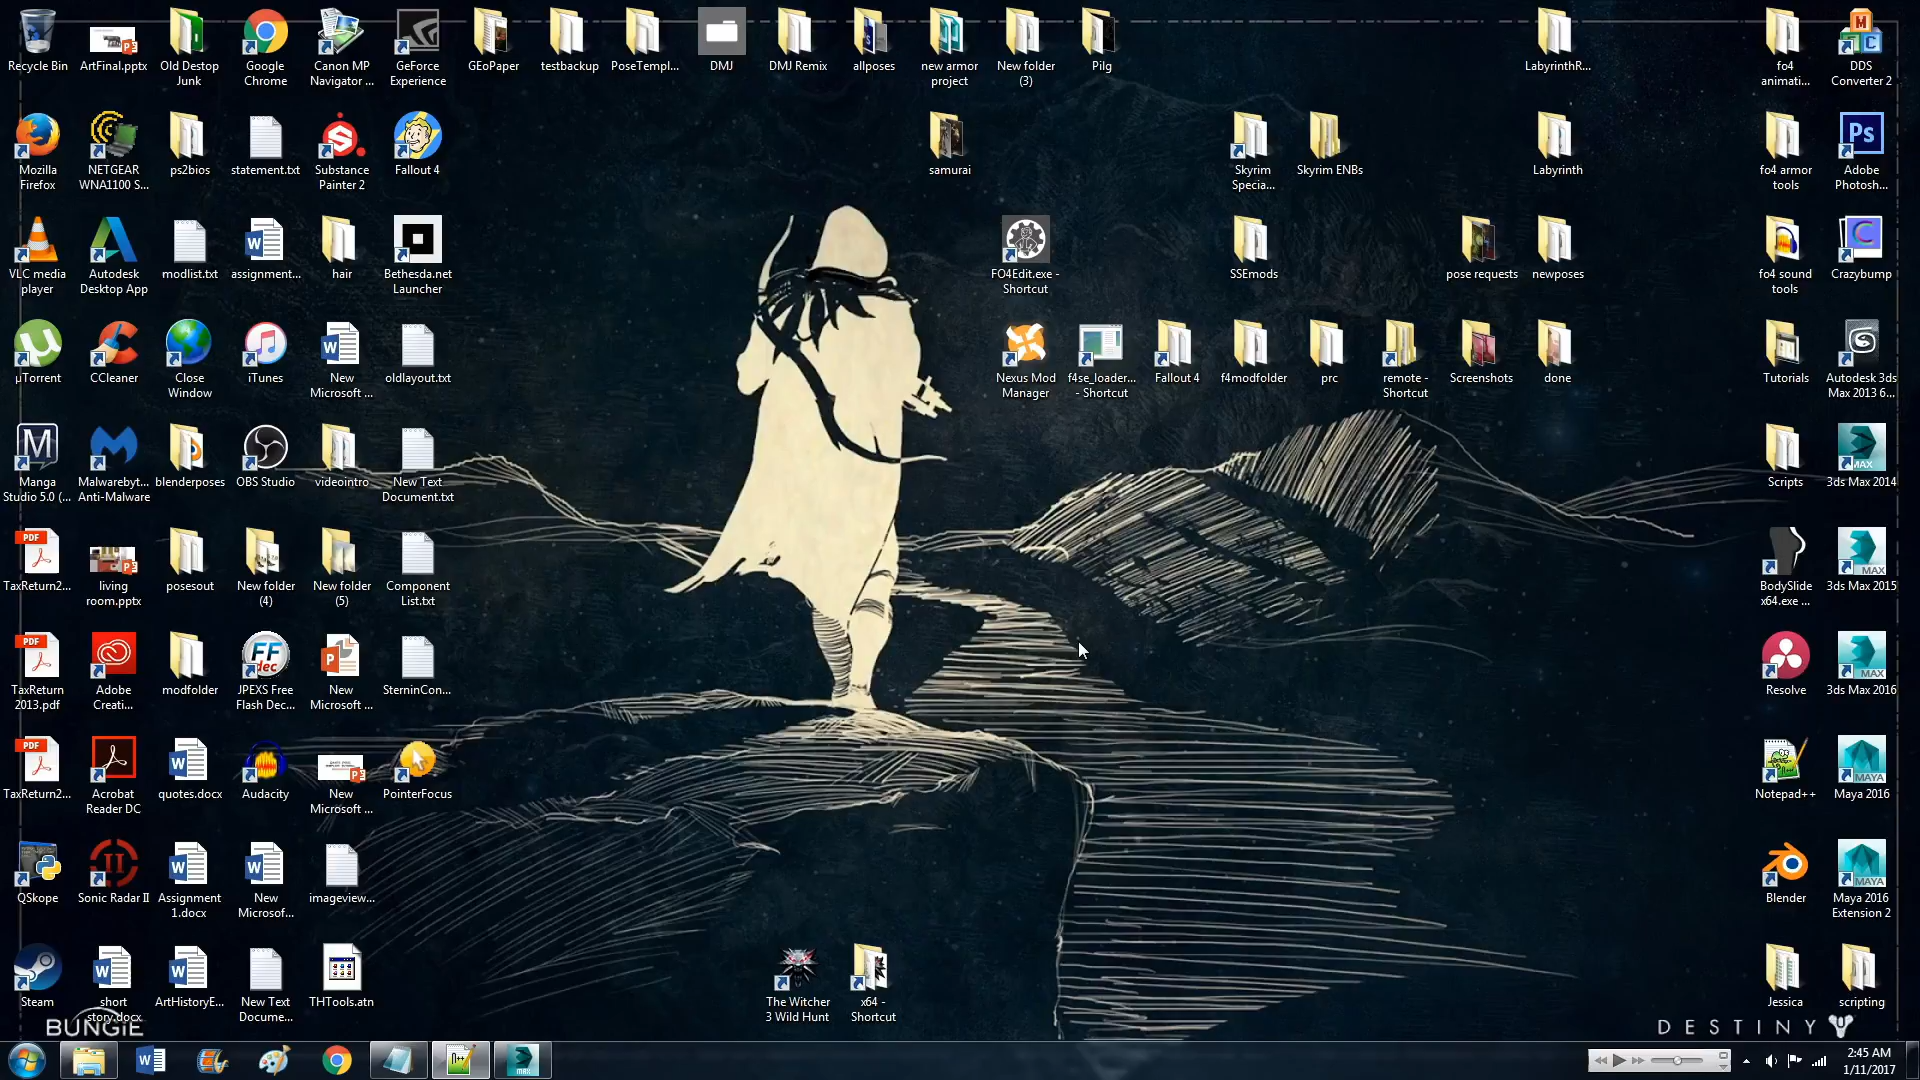 Recycle Bin
ArtFinal.pptx
Old Destop
Junk
Google
Chrome
Canon MP
Navigator ...
GeForce
Experience
GEoPaper
testbackup
PoseTempl...
DMJ
DMJ Remix
allposes
new armor
project
New folder
(3)
Pilg
LabyrinthR...
fo4
animati...
DDS
Converter 2
Mozilla
Firefox
NETGEAR
WNA1100 S...
ps2bios
statement.txt
Substance
Painter 2
Fallout 4
samurai
Skyrim
Specia...
Skyrim ENBs
Labyrinth
fo4 armor
tools
Ps
Adobe
Photosh...
VLC media
player
Autodesk
Desktop App
modlist.txt
assignment...
hair
Bethesda.net
Launcher
FO4Edit.exe -
Shortcut
SSEmods
pose requests
newposes
fo4 sound
tools
Crazybump
µTorrent
CCleaner
Close
Window
iTunes
New
Microsoft ...
oldlayout.txt
Nexus Mod
Manager
f4se_loader...
- Shortcut
Fallout 4
f4modfolder
prc
remote -
Shortcut
Screenshots
done
Tutorials
Autodesk 3ds
Max 2013 6...
Manga
Studio 5.0 (...
Malwarebyt...
Anti-Malware
blenderposes
OBS Studio
videointro
New Text
Document.txt
Scripts
MAX
3ds Max 2014
PDF
TaxReturn2...
living
room.pptx
posesout
New folder
(4)
New folder
(5)
Component
List.txt
BodySlide
x64.exe ...
MAX
3ds Max 2015
PDF
TaxReturn
2013.pdf
Adobe
Creati...
modfolder
FF
dec
JPEXS Free
Flash Dec...
New
Microsoft ...
SterninCon...
Resolve
MAX
3ds Max 2016
PDF
TaxReturn2...
Acrobat
Reader DC
quotes.docx
Audacity
New
Microsoft ...
PointerFocus
Notepad++
MAYA
Maya 2016
QSkope
Sonic Radar II
Assignment
1.docx
New
Microsof...
imageview...
Blender
MAYA
Maya 2016
Extension 2
Steam
short
story.docx
ArtHistoryE...
New Text
Docume...
THTools.atn
The Witcher
3 Wild Hunt
x64 -
Shortcut
Jessica
scripting
BUNGiE
DESTINY
2:45 AM
1/11/2017